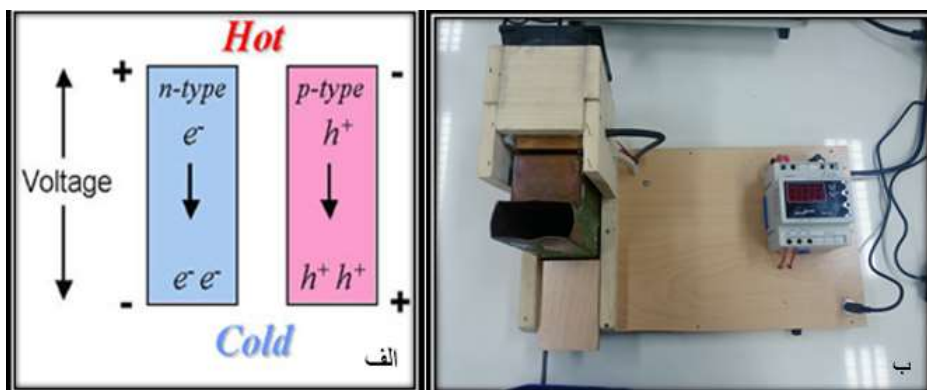 Hot
+ -
n-type p-type
e- h+
Voltage
e- e- h+ h+
- +
Cold
الف
ب